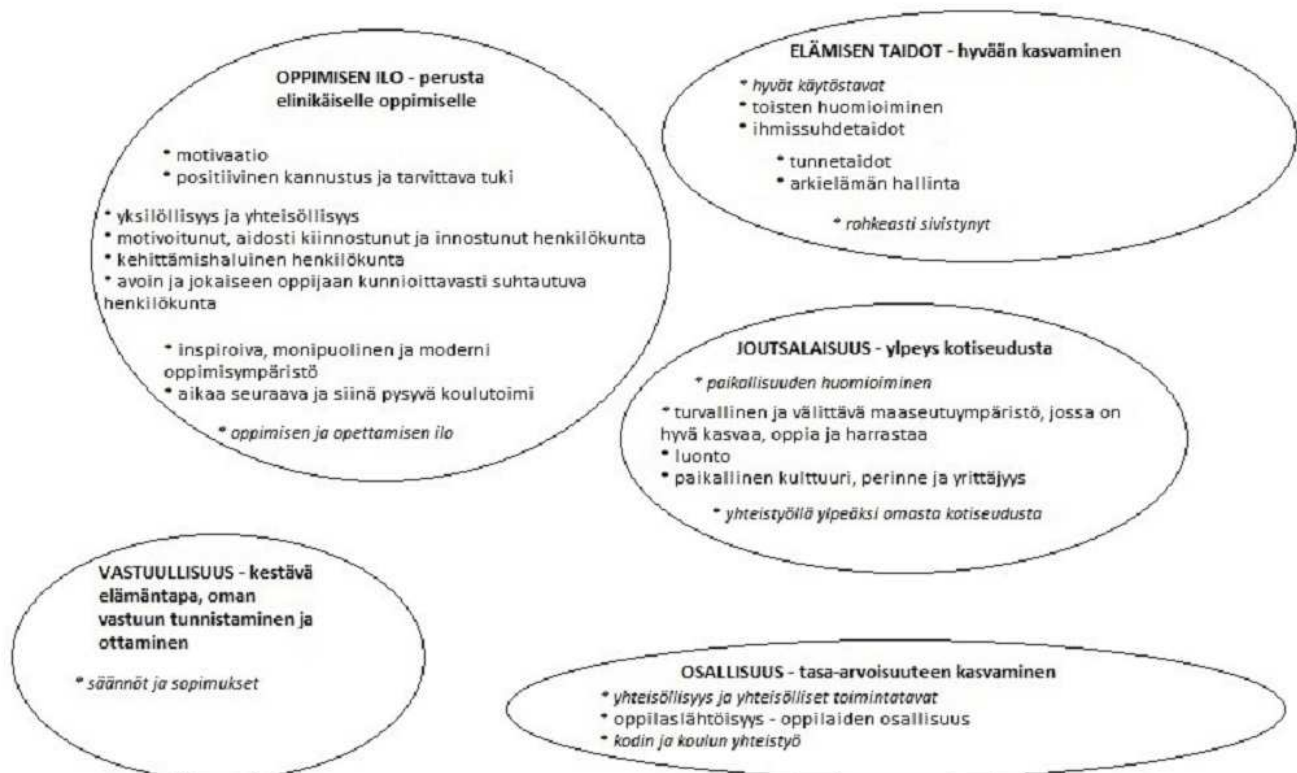 OPPIMISEN ILO - perusta
elinikäiselle oppimiselle
* motivaatio
* positiivinen kannustus ja tarvittava tuki
* yksilöllisyys ja yhteisöllisyys
* motivoitunut, aidosti kiinnostunut ja innostunut henkilökunta
* kehittämishaluinen henkilökunta
* avoin ja jokaiseen oppijaan kunnioittavasti suhtautuva
henkilökunta
* inspiroiva, monipuolinen ja moderni
oppimisympäristö
* aikaa seuraava ja siinä pysyvä koulutoimi
* oppimisen ja opettamisen ilo
ELÄMISEN TAIDOT - hyvään kasvaminen
* hyvät käytöstavat
* toisten huomioiminen
* ihmissuhdetaidot
* tunnetaidot
* arkielämän hallinta
* rohkeasti sivistynyt
JOUTSALAISUUS - ylpeys kotiseudusta
* paikallisuuden huomioiminen
* turvallinen ja välittävä maaseutuympäristö, jossa on
hyvä kasvaa, oppia ja harrastaa
* luonto
* paikallinen kulttuuri, perinne ja yrittäjyys
* yhteistyöllä ylpeäksi omasta kotiseudusta
VASTUULLISUUS - kestävä
elämäntapa, oman
vastuun tunnistaminen ja
ottaminen
* säännöt ja sopimukset
OSALLISUUS - tasa-arvoisuuteen kasvaminen
* yhteisöllisyys ja yhteisölliset toimintatavat
* oppilaslähtöisyys - oppilaiden osallisuus
* kodin ja koulun yhteistyö